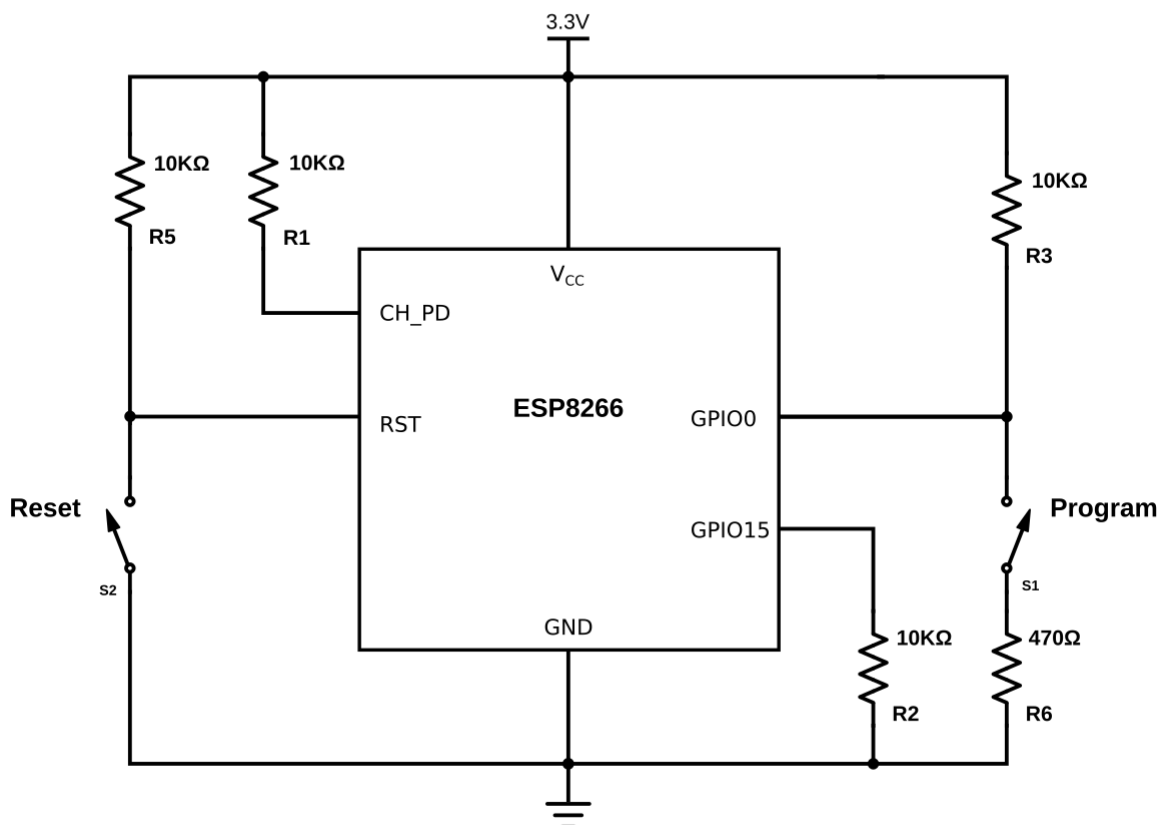 3.3V
10KΩ
R5
10KΩ
R1
10KΩ
R3
V_CC
CH_PD
ESP8266
RST
GPIO0
Reset
S2
Program
S1
GPIO15
GND
10KΩ
R2
470Ω
R6